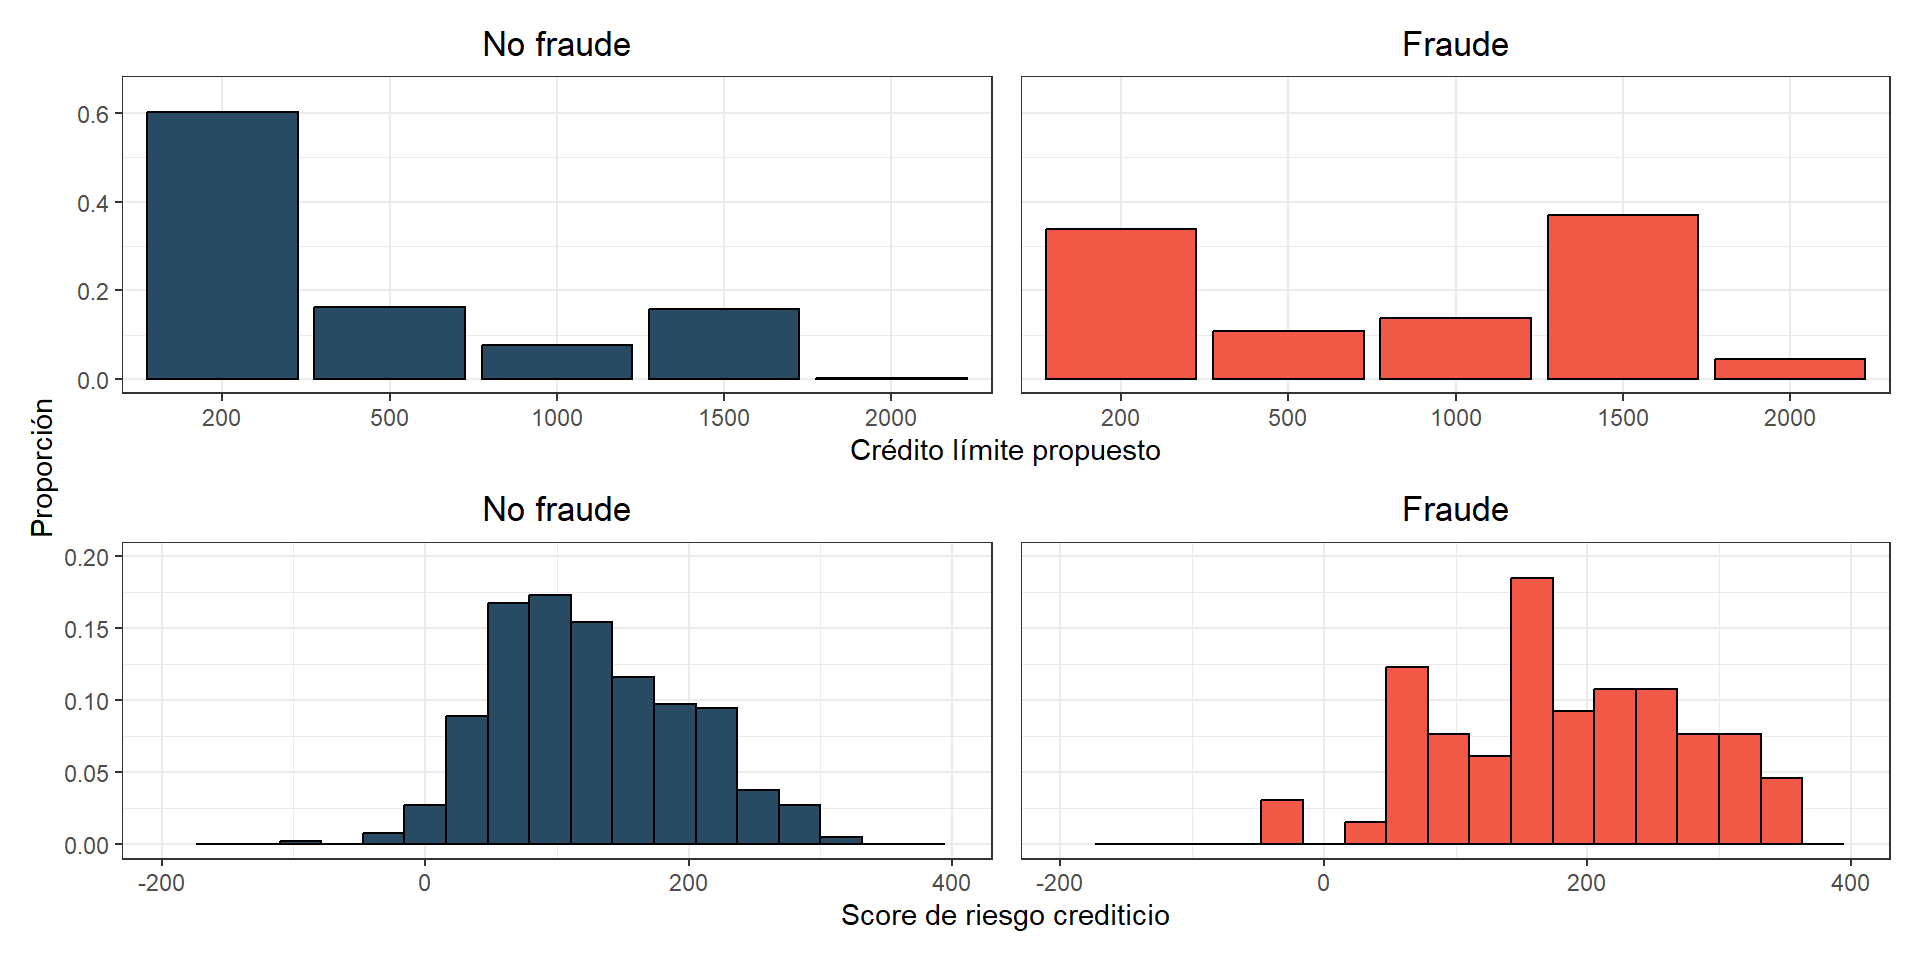 No fraude
Fraude
0.6
0.4
0.2
0.0
200 500 1000 1500 2000
200 500 1000 1500 2000
Crédito límite propuesto
Proporción
No fraude
Fraude
0.20
0.15
0.10
0.05
0.00
-200 0 200 400
-200 0 200 400
Score de riesgo crediticio